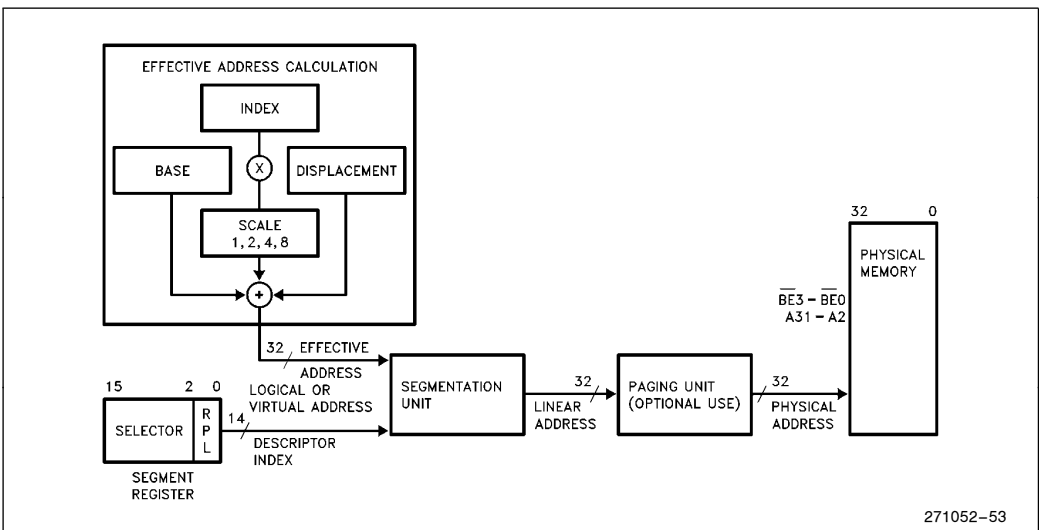 EFFECTIVE ADDRESS CALCULATION
INDEX
BASE
X
DISPLACEMENT
SCALE
1, 2, 4, 8
+
32
EFFECTIVE
ADDRESS
LOGICAL OR
VIRTUAL ADDRESS
15 2 0
SELECTOR
R
P
L
14
DESCRIPTOR
INDEX
SEGMENT
REGISTER
SEGMENTATION
UNIT
32
LINEAR
ADDRESS
PAGING UNIT
(OPTIONAL USE)
32
PHYSICAL
ADDRESS
32 0
PHYSICAL
MEMORY
B̅E̅3̅ – B̅E̅0̅
A31 – A2
271052–53